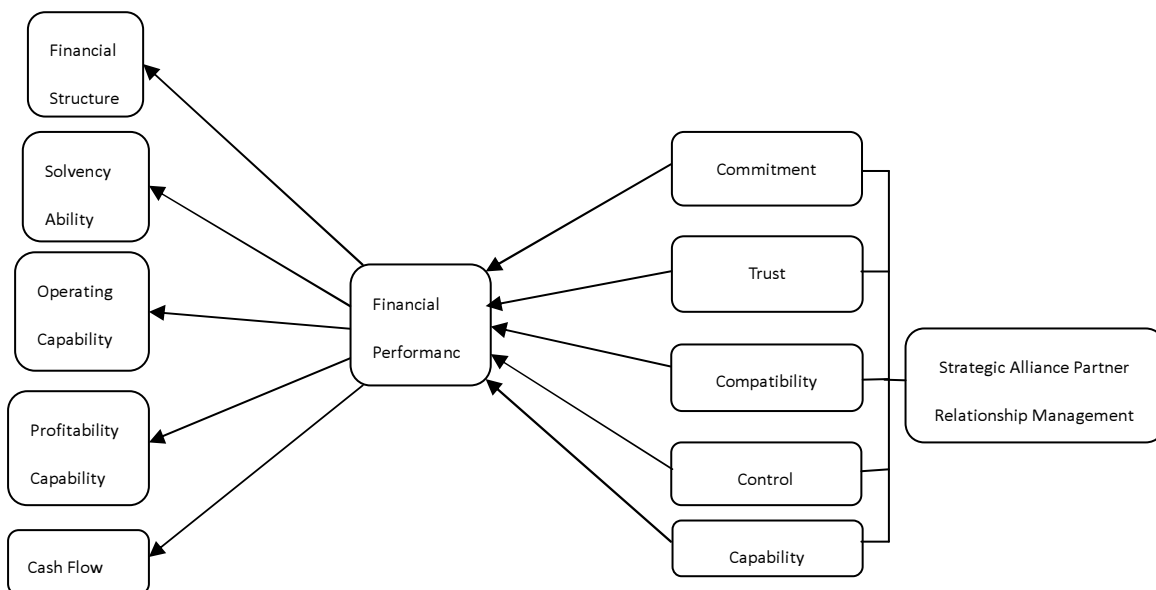 Financial
Structure
Solvency
Ability
Operating
Capability
Profitability
Capability
Cash Flow
Financial
Performanc
Commitment
Trust
Compatibility
Control
Capability
Strategic Alliance Partner
Relationship Management